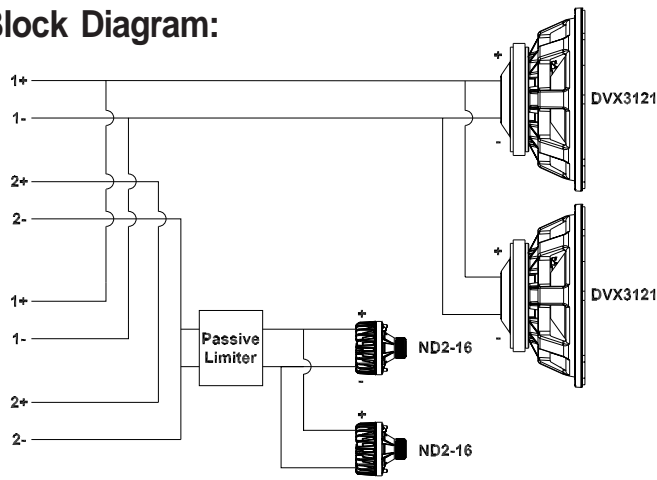 Block Diagram:
1+
+
DVX3121
1-
-
2+
2-
+
1+
DVX3121
+
1-
Passive
Limiter
ND2-16
-
-
2+
+
2-
ND2-16